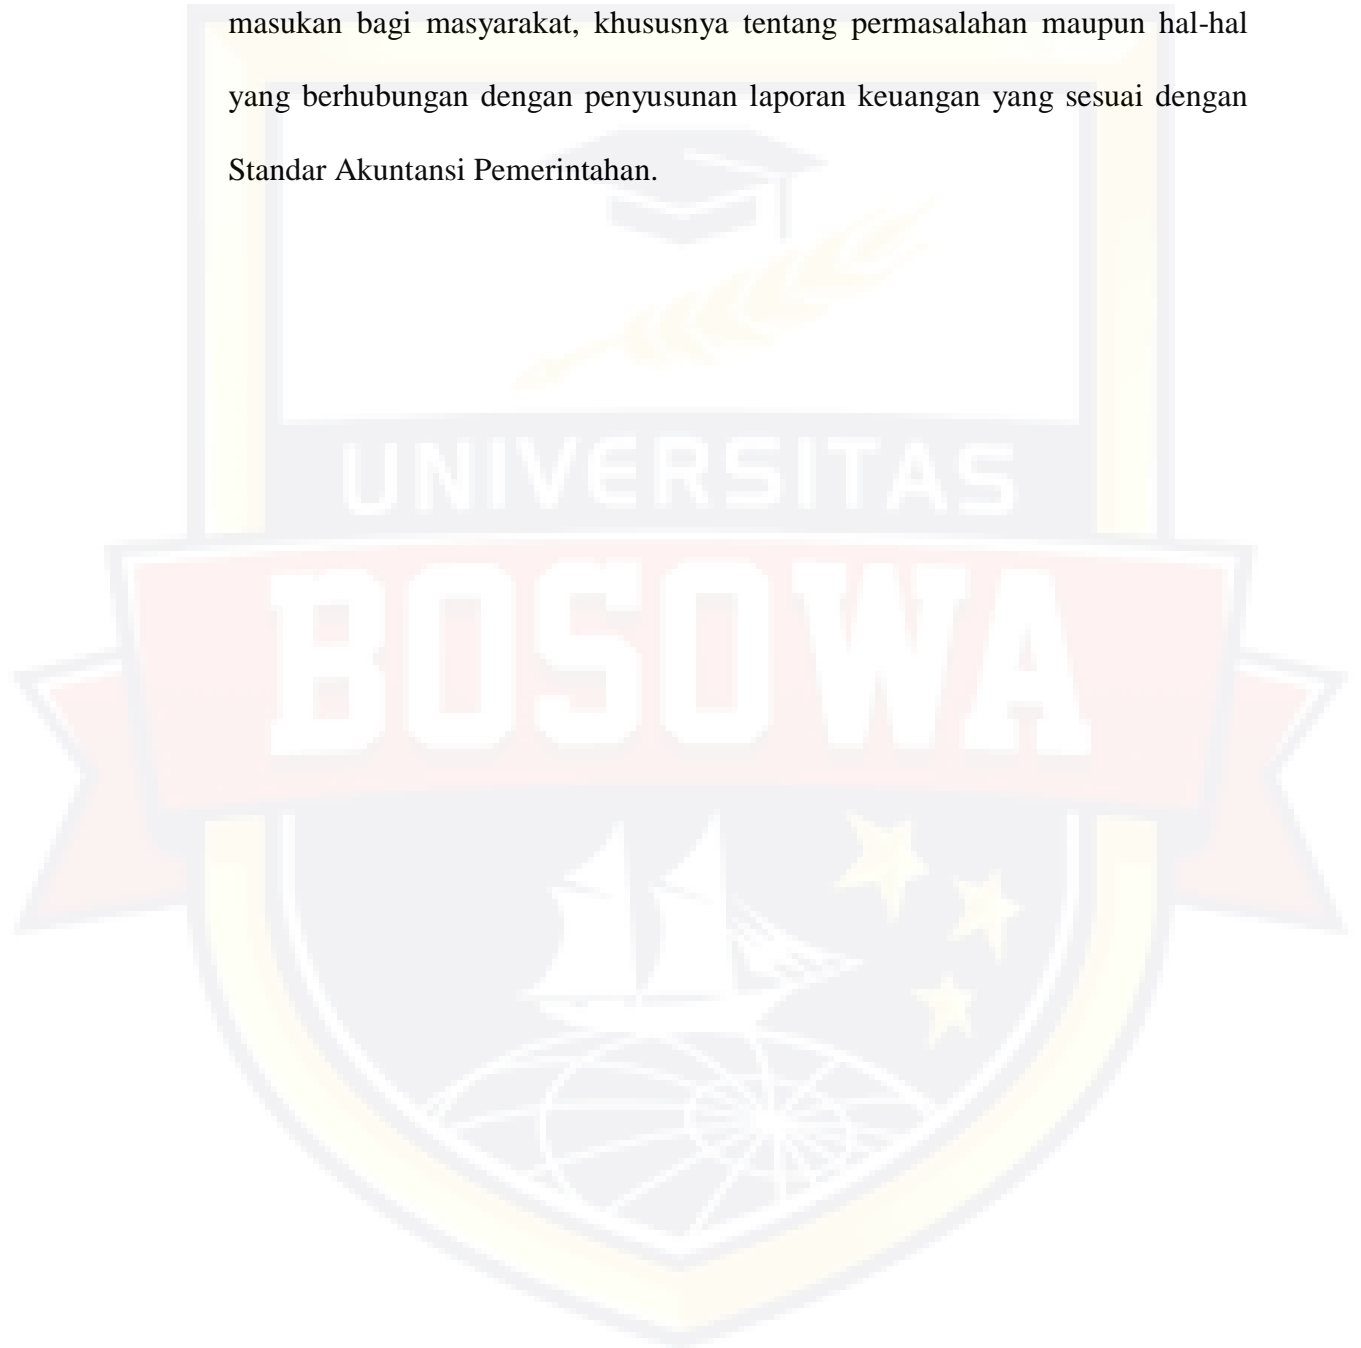 masukan bagi masyarakat, khususnya tentang permasalahan maupun hal-hal
yang berhubungan dengan penyusunan laporan keuangan yang sesuai dengan
Standar Akuntansi Pemerintahan.
UNIVERSITAS
BOSOWA